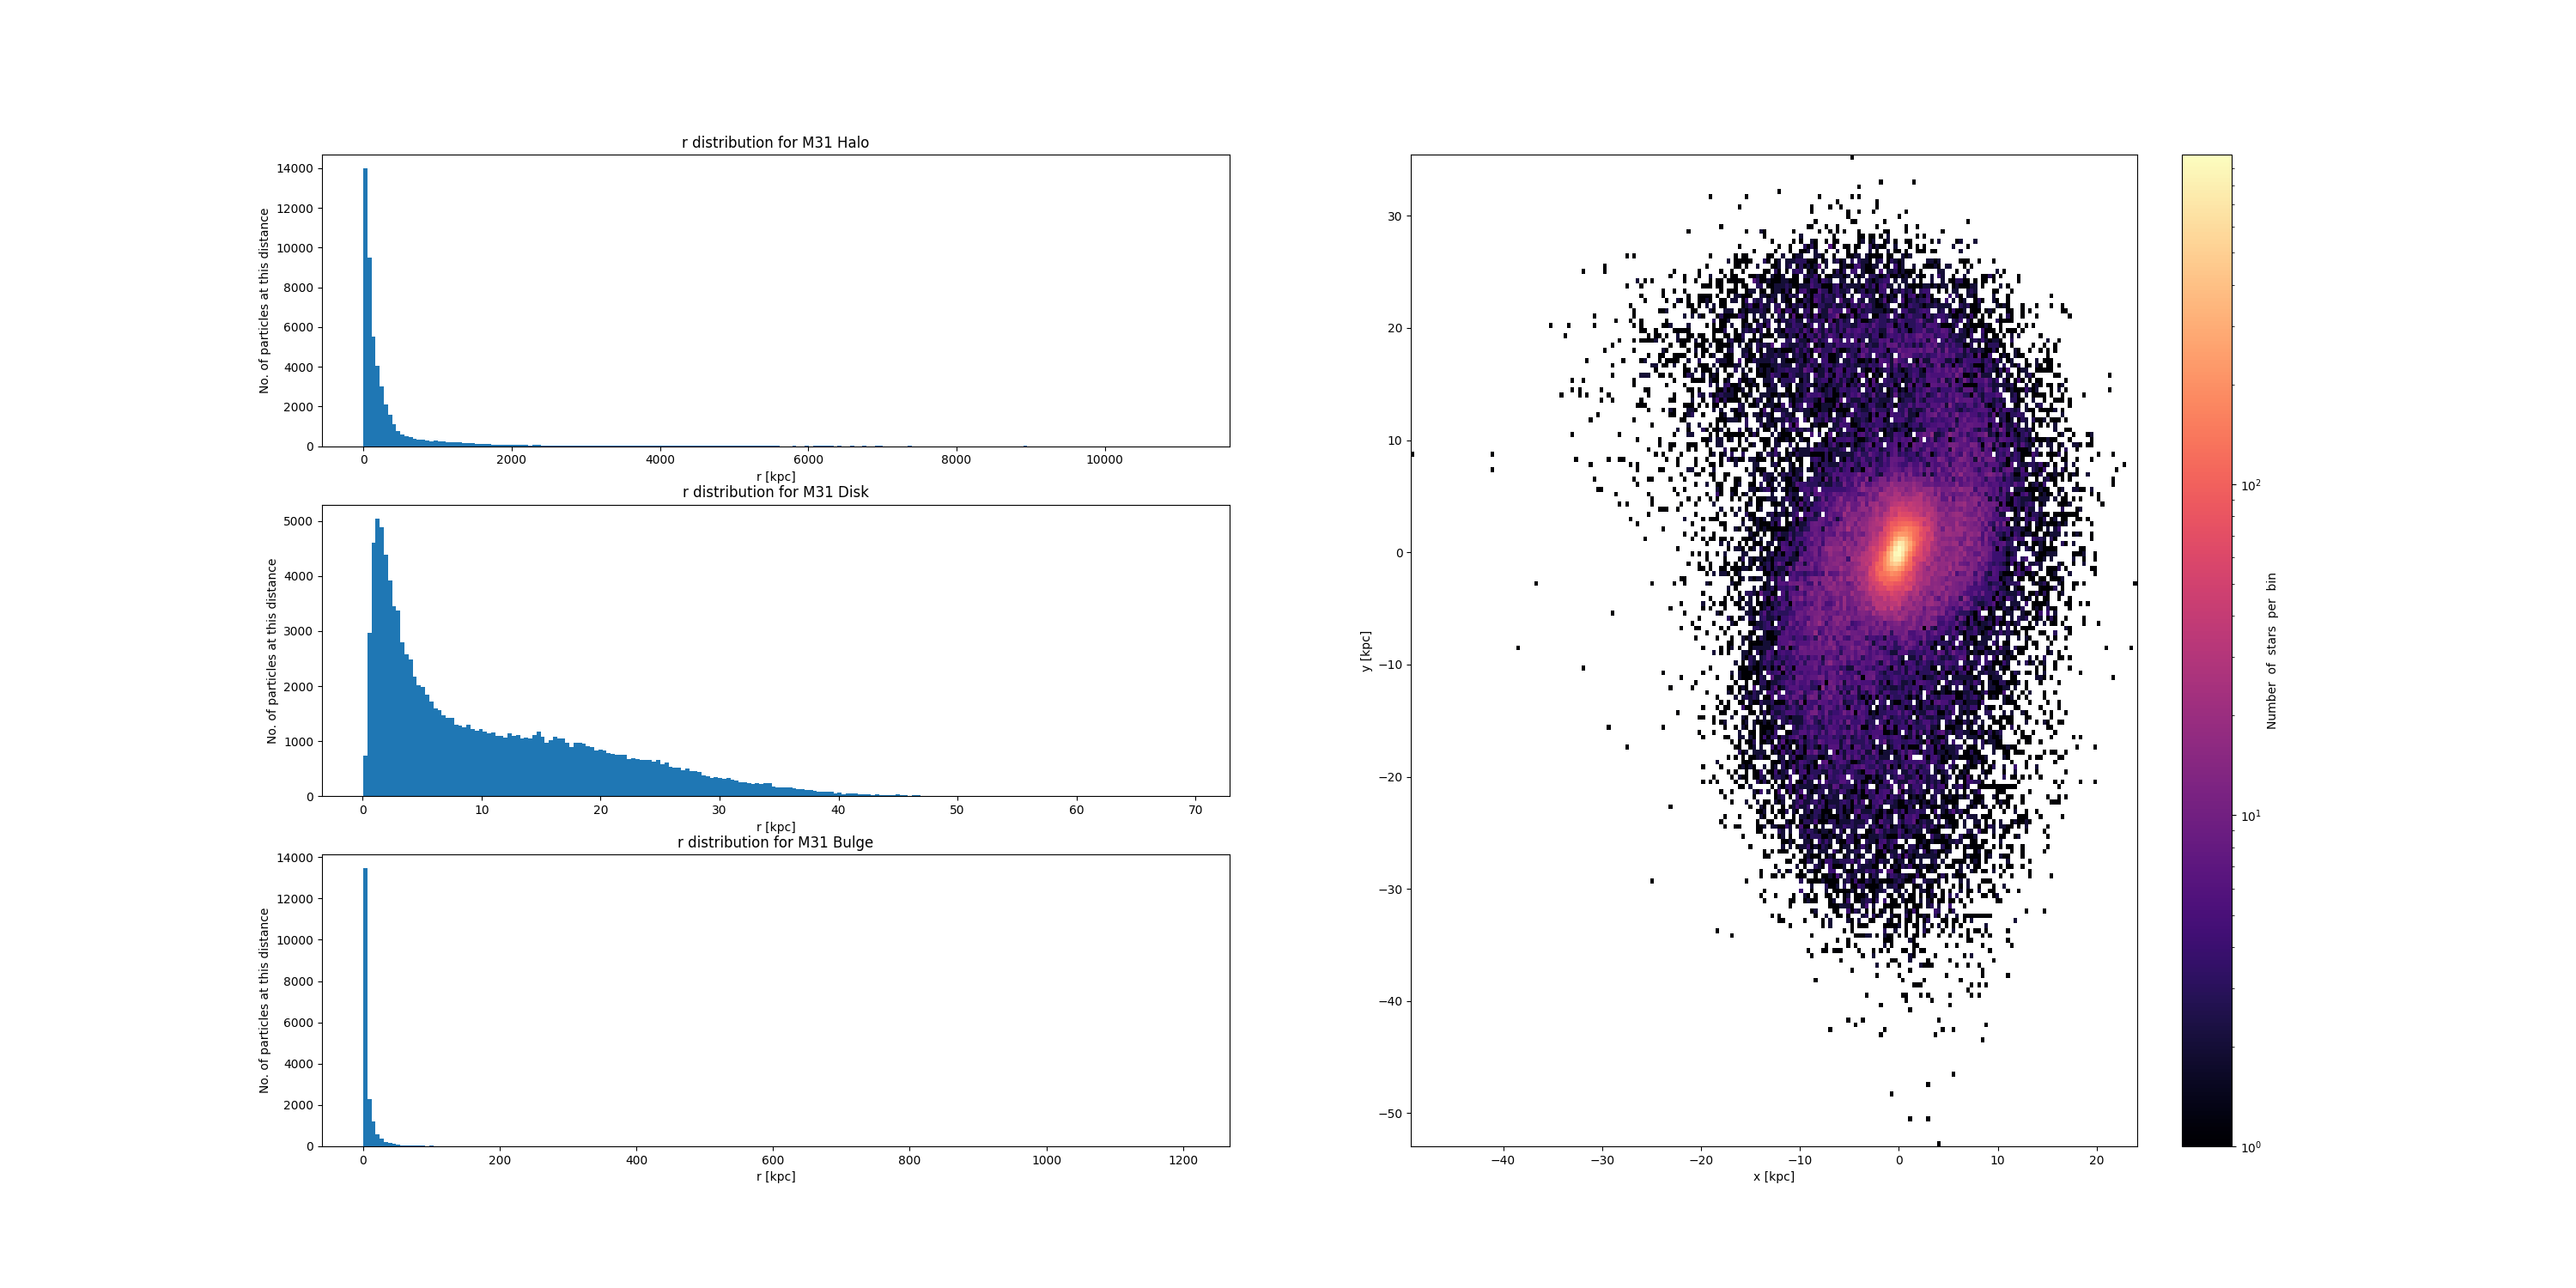 r distribution for M31 Halo
No. of particles at this distance
14000
12000
10000
8000
6000
4000
2000
0
0 2000 4000 6000 8000 10000
r [kpc]
r distribution for M31 Disk
No. of particles at this distance
5000
4000
3000
2000
1000
0
0 10 20 30 40 50 60 70
r [kpc]
r distribution for M31 Bulge
No. of particles at this distance
14000
12000
10000
8000
6000
4000
2000
0
0 200 400 600 800 1000 1200
r [kpc]
y [kpc]
30
20
10
0
−10
−20
−30
−40
−50
−40 −30 −20 −10 0 10 20
x [kpc]
10²
10¹
10⁰
Number of stars per bin